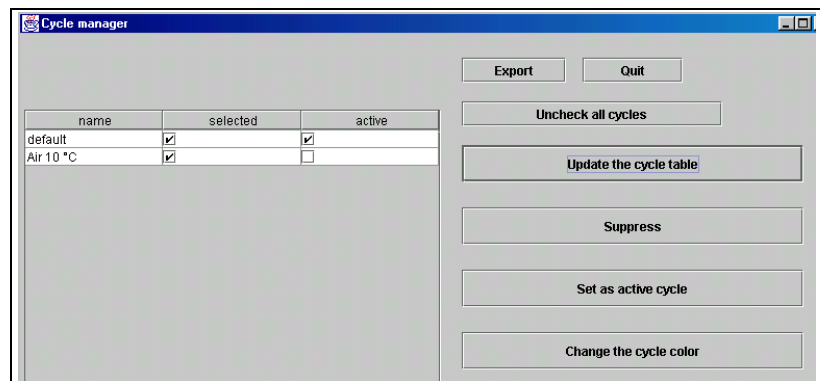 Cycle manager
Export Quit
Uncheck all cycles
name selected active
default
Air 10 °C
Update the cycle table
Suppress
Set as active cycle
Change the cycle color